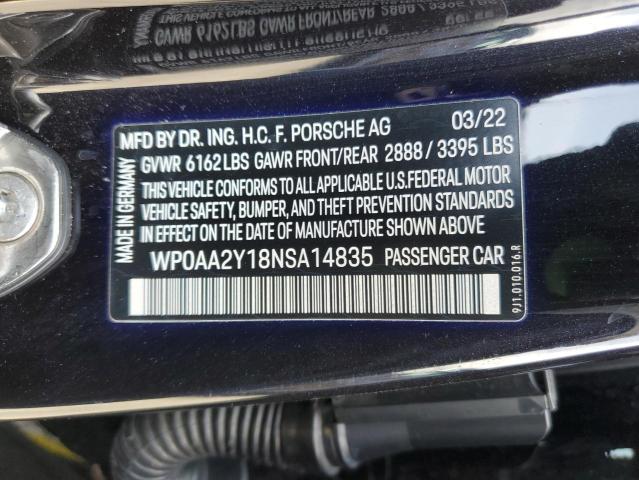 MFD BY DR. ING. H.C. F. PORSCHE AG 03/22
GVWR 6162LBS GAWR FRONT/REAR 2888 / 3395 LBS
THIS VEHICLE CONFORMS TO ALL APPLICABLE U.S.FEDERAL MOTOR
VEHICLE SAFETY, BUMPER, AND THEFT PREVENTION STANDARDS
IN EFFECT ON THE DATE OF MANUFACTURE SHOWN ABOVE
WP0AA2Y18NSA14835 PASSENGER CAR
MADE IN GERMANY
9J1.010.016.R